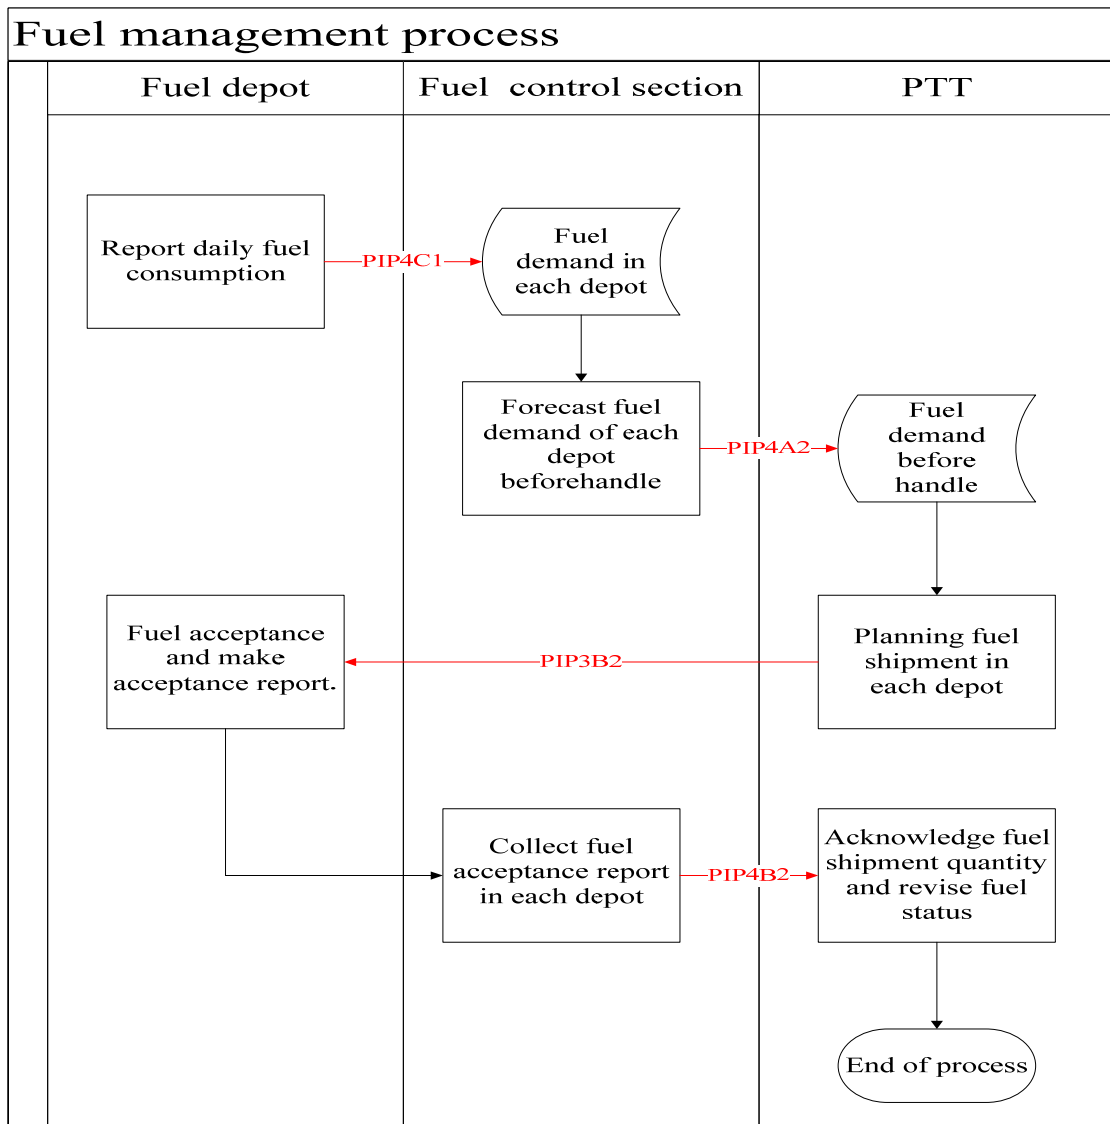 Fuel management process
Fuel depot
Fuel control section
PTT
Report daily fuel
consumption
PIP4C1
Fuel
demand in
each depot
Forecast fuel
demand of each
depot
beforehandle
PIP4A2
Fuel
demand
before
handle
Fuel acceptance
and make
acceptance report.
PIP3B2
Planning fuel
shipment in
each depot
Collect fuel
acceptance report
in each depot
PIP4B2
Acknowledge fuel
shipment quantity
and revise fuel
status
End of process